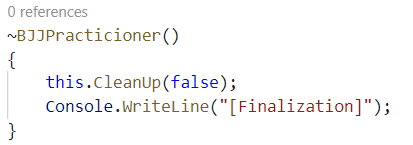 0 references
~BJJPracticioner()
{
    this.CleanUp(false);
    Console.WriteLine("[Finalization]");
}